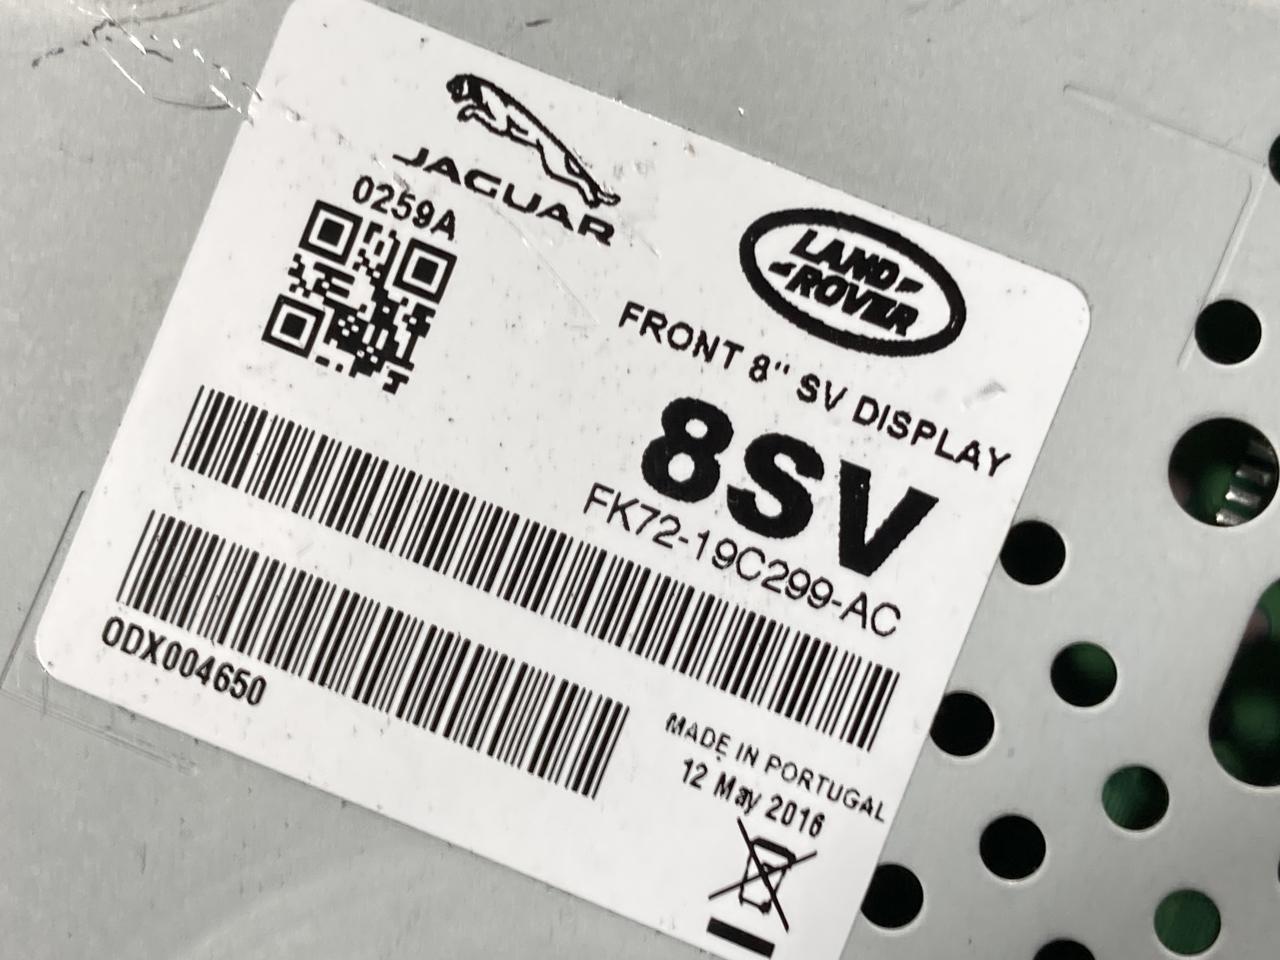 JAGUAR
LAND
ROVER
0259A
FRONT 8" SV DISPLAY
8SV
FK72-19C299-AC
0DX004650
MADE IN PORTUGAL
12 May 2016